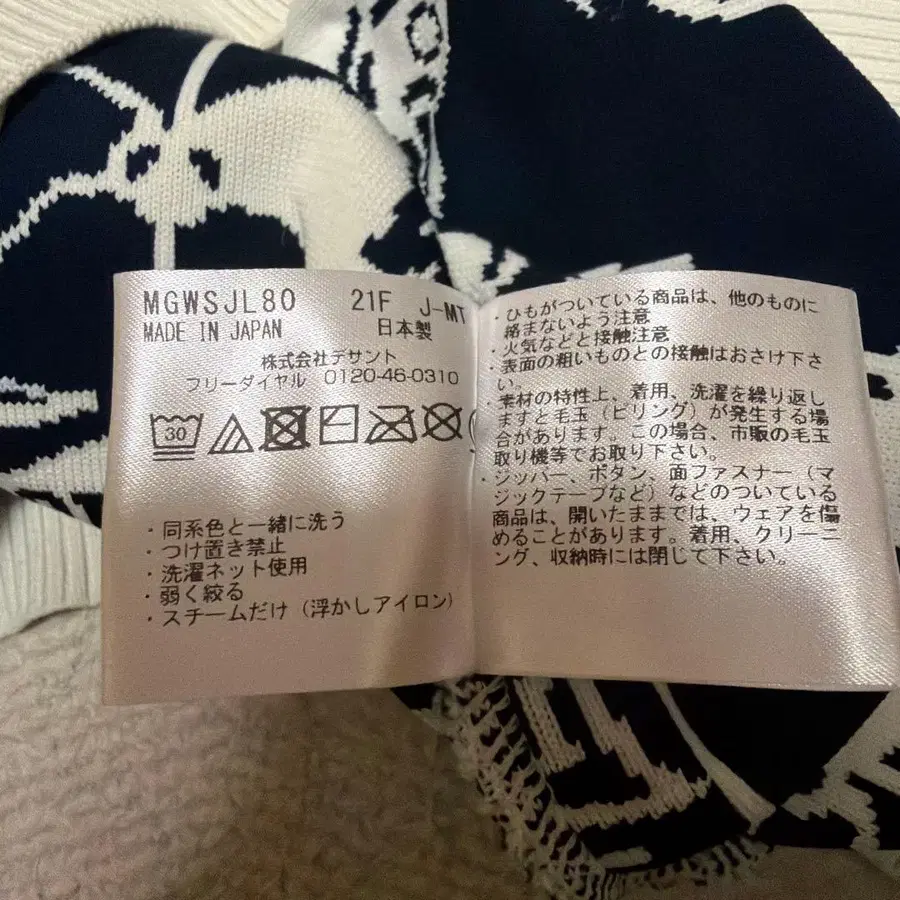 MGWSJL80 21F J-MT
MADE IN JAPAN 日本製
株式会社デサント
フリーダイヤル 0120-46-0310
30
・同系色と一緒に洗う
・つけ置き禁止
・洗濯ネット使用
・弱く絞る
・スチームだけ（浮かしアイロン）
・ひもがついている商品は、他のものに
絡まないよう注意
・火気などと接触注意
・表面の粗いものとの接触はおさけ下さ
い。
素材の特性上、着用、洗濯を繰り返し
ますと毛玉（ピリング）が発生する場
合があります。この場合、市販の毛玉
取り機等でお取り下さい。
・ジッパー、ボタン、面ファスナー（マ
ジックテープなど）などのついている
商品は、開いたままでは、ウェアを傷
めることがあります。着用、クリーニ
ング、収納時には閉じて下さい。